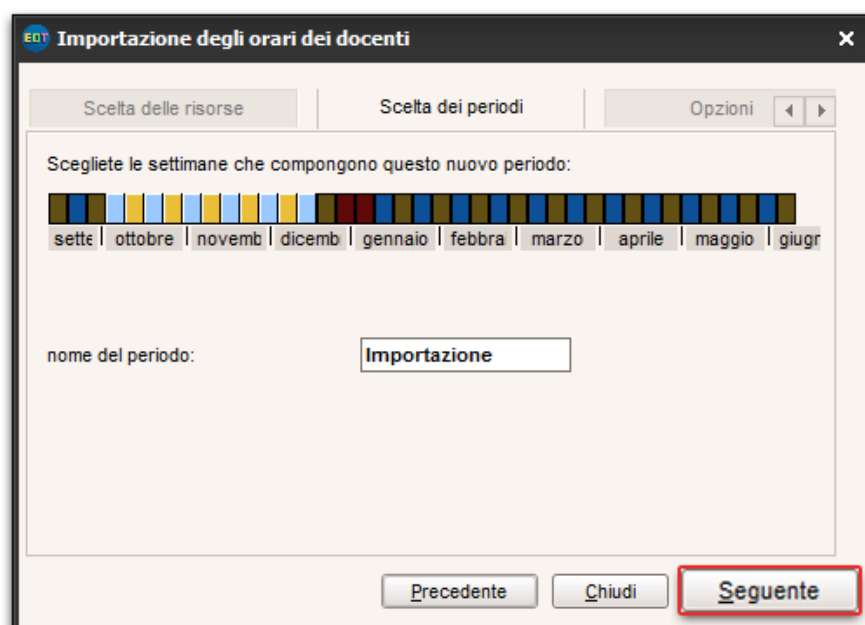 EDT Importazione degli orari dei docenti
Scelta delle risorse Scelta dei periodi Opzioni
Scegliete le settimane che compongono questo nuovo periodo:
sette ottobre novemb dicemb gennaio febbra marzo aprile maggio giugr
nome del periodo: Importazione
Precedente Chiudi Seguente